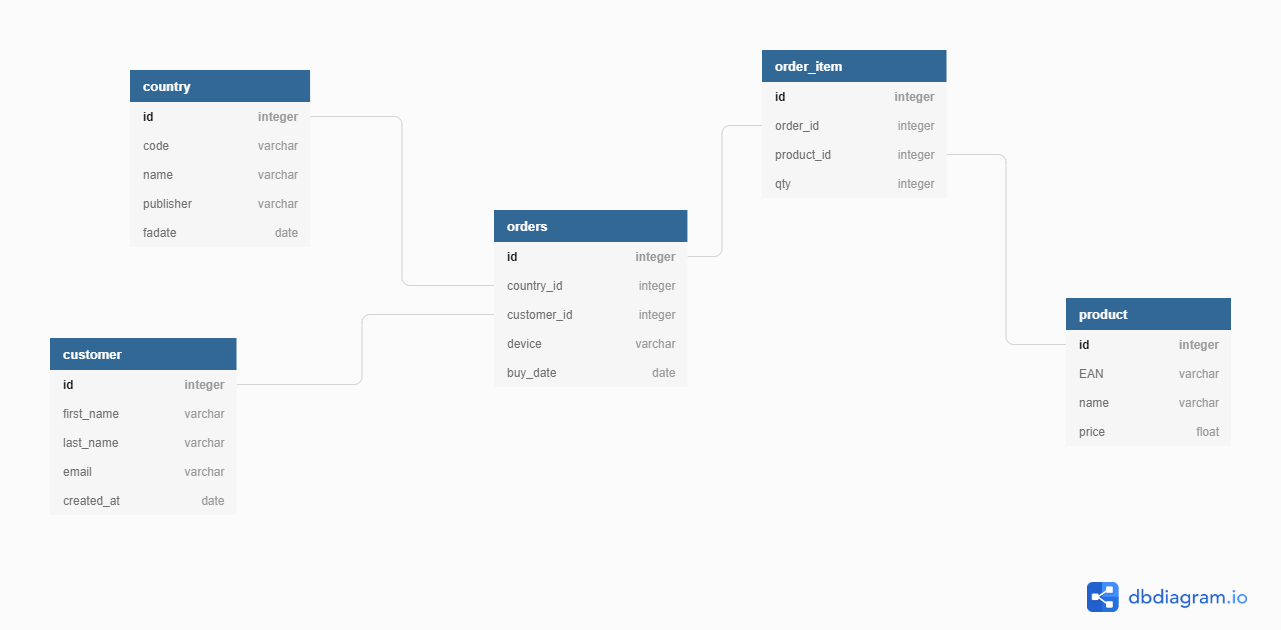 country
id integer
code varchar
name varchar
publisher varchar
fadate date
order_item
id integer
order_id integer
product_id integer
qty integer
orders
id integer
country_id integer
customer_id integer
device varchar
buy_date date
customer
id integer
first_name varchar
last_name varchar
email varchar
created_at date
product
id integer
EAN varchar
name varchar
price float
dbdiagram.io